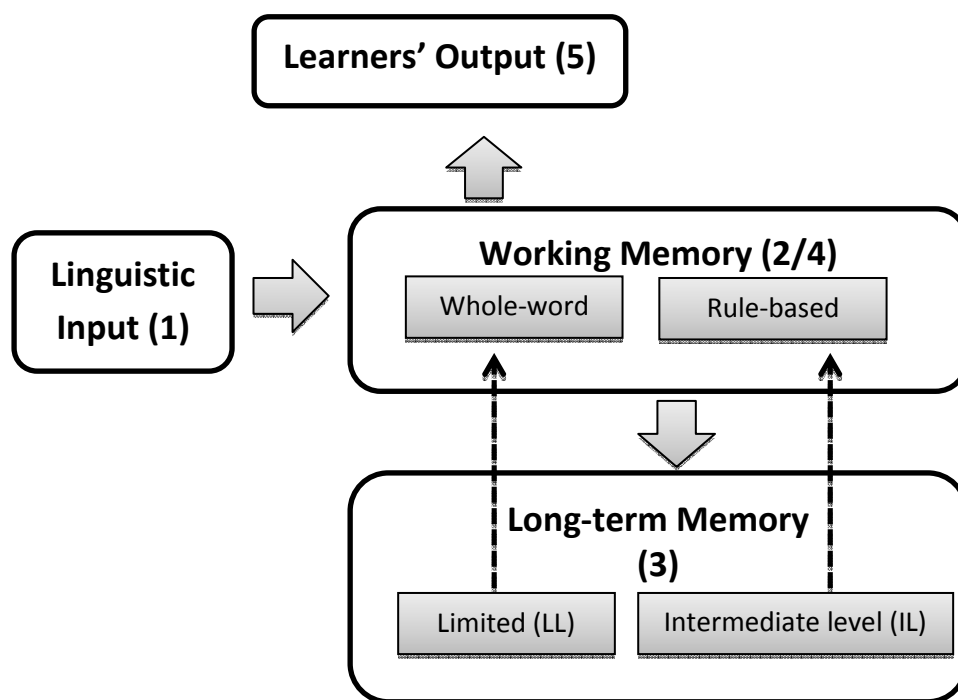 Learners’ Output (5)
Linguistic
Input (1)
Working Memory (2/4)
Whole-word
Rule-based
Long-term Memory
(3)
Limited (LL)
Intermediate level (IL)